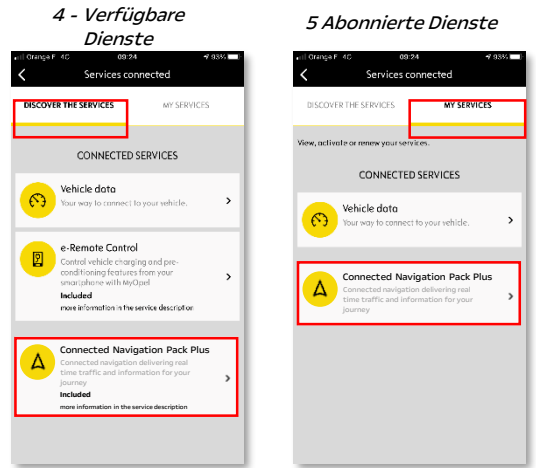 4 - Verfügbare
Dienste
Orange F 4G 09:24 93%
Services connected
DISCOVER THE SERVICES MY SERVICES
CONNECTED SERVICES
Vehicle data
Your way to connect to your vehicle.
e-Remote Control
Control vehicle charging and pre-
conditioning features from your
smartphone with MyOpel
Included
more information in the service description
Connected Navigation Pack Plus
Connected navigation delivering real
time traffic and information for your
journey
Included
more information in the service description
5 Abonnierte Dienste
Orange F 4G 09:24 93%
Services connected
DISCOVER THE SERVICES MY SERVICES
View, activate or renew your services.
CONNECTED SERVICES
Vehicle data
Your way to connect to your vehicle.
Connected Navigation Pack Plus
Connected navigation delivering real
time traffic and information for your
journey